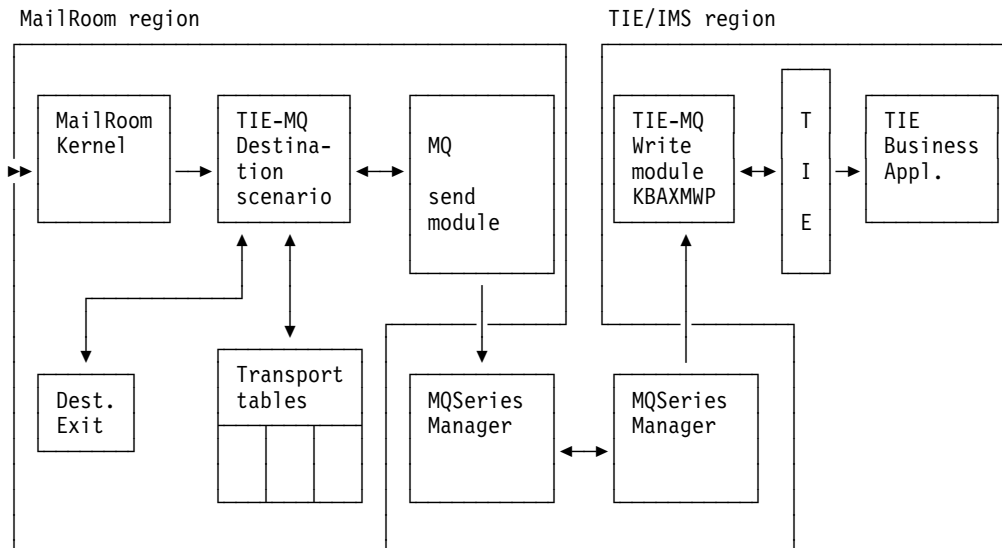 MailRoom region
TIE/IMS region
MailRoom
Kernel
TIE-MQ
Destina-
tion
scenario
MQ
send
module
TIE-MQ
Write
module
KBAXMWP
T
I
E
TIE
Business
Appl.
Dest.
Exit
Transport
tables
MQSeries
Manager
MQSeries
Manager